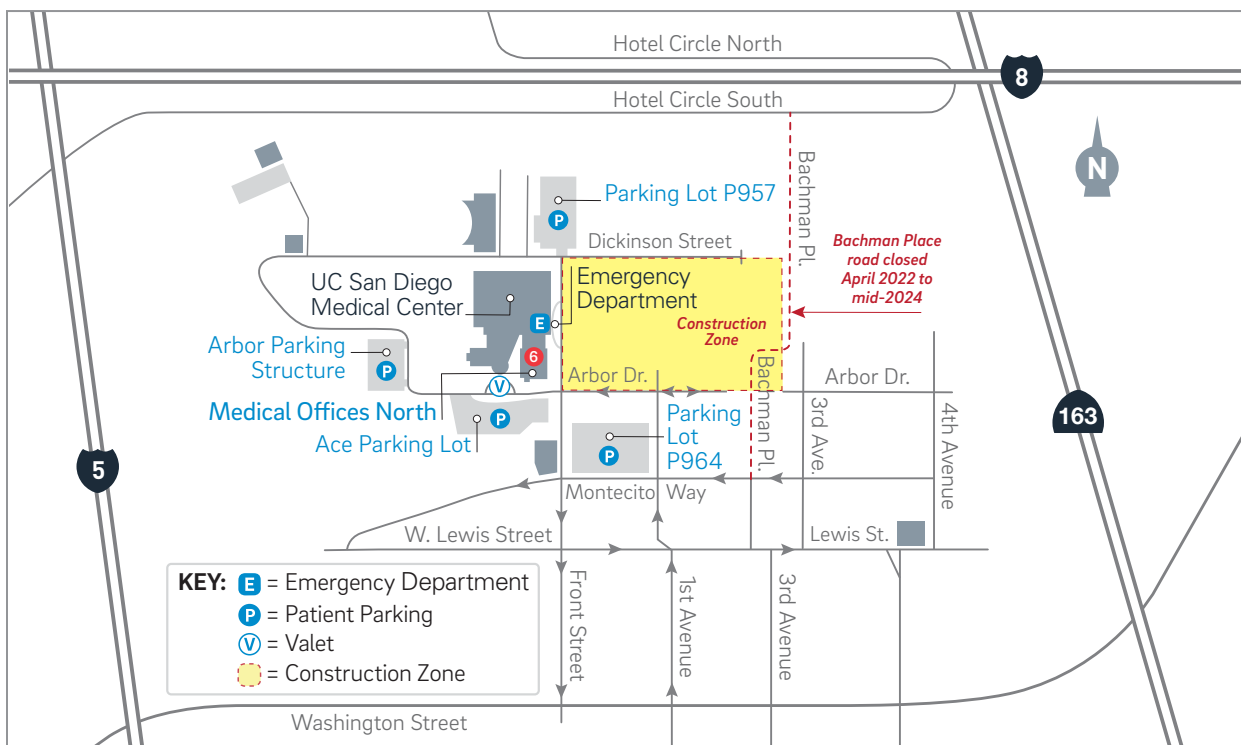 Hotel Circle North
8
Hotel Circle South
N
Bachman Pl.
Parking Lot P957
P
Dickinson Street
Bachman Place
road closed
April 2022 to
mid-2024
UC San Diego
Medical Center
Emergency
Department
E
Construction
Zone
6
Arbor Parking
Structure
P
Arbor Dr.
Bachman Pl.
Arbor Dr.
V
Medical Offices North
Ace Parking Lot
P
Parking
Lot
P964
P
3rd Ave.
4th Avenue
163
5
Montecito Way
W. Lewis Street
Lewis St.
KEY:
E = Emergency Department
P = Patient Parking
V = Valet
= Construction Zone
Front Street
1st Avenue
3rd Avenue
Washington Street